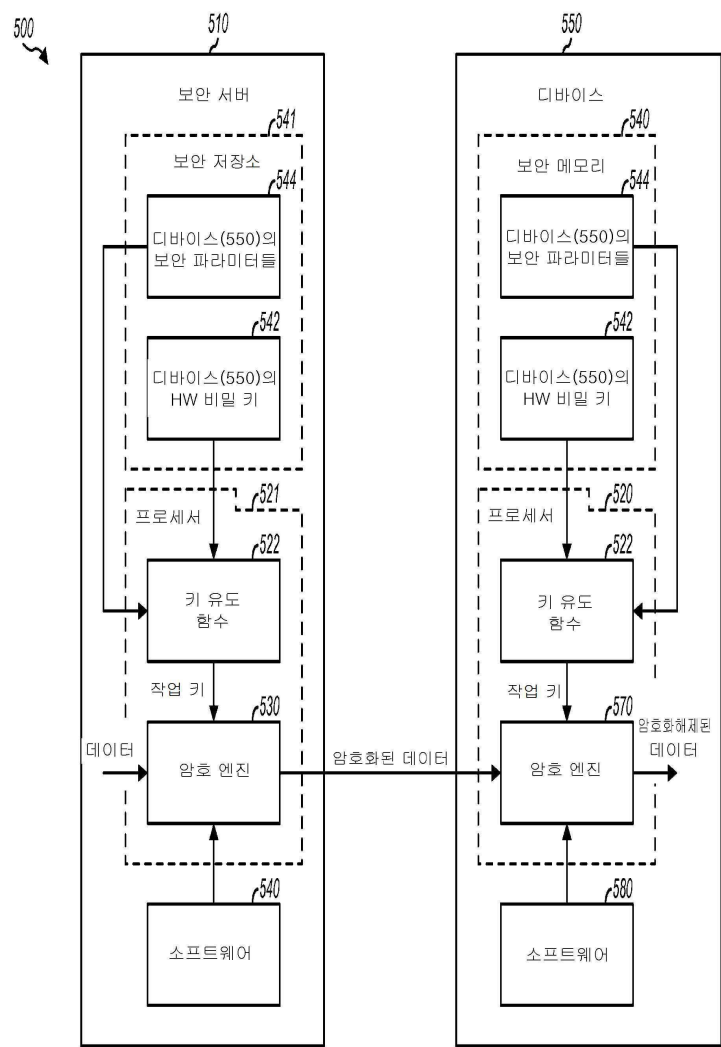 500
510
보안 서버
541
보안 저장소
544
디바이스(550)의
보안 파라미터들
542
디바이스(550)의
HW 비밀 키
521
프로세서
522
키 유도
함수
작업 키
530
데이터
암호 엔진
암호화된 데이터
540
소프트웨어
550
디바이스
540
보안 메모리
544
디바이스(550)의
보안 파라미터들
542
디바이스(550)의
HW 비밀 키
520
프로세서
522
키 유도
함수
작업 키
570
암호 엔진
암호화해제된
데이터
580
소프트웨어